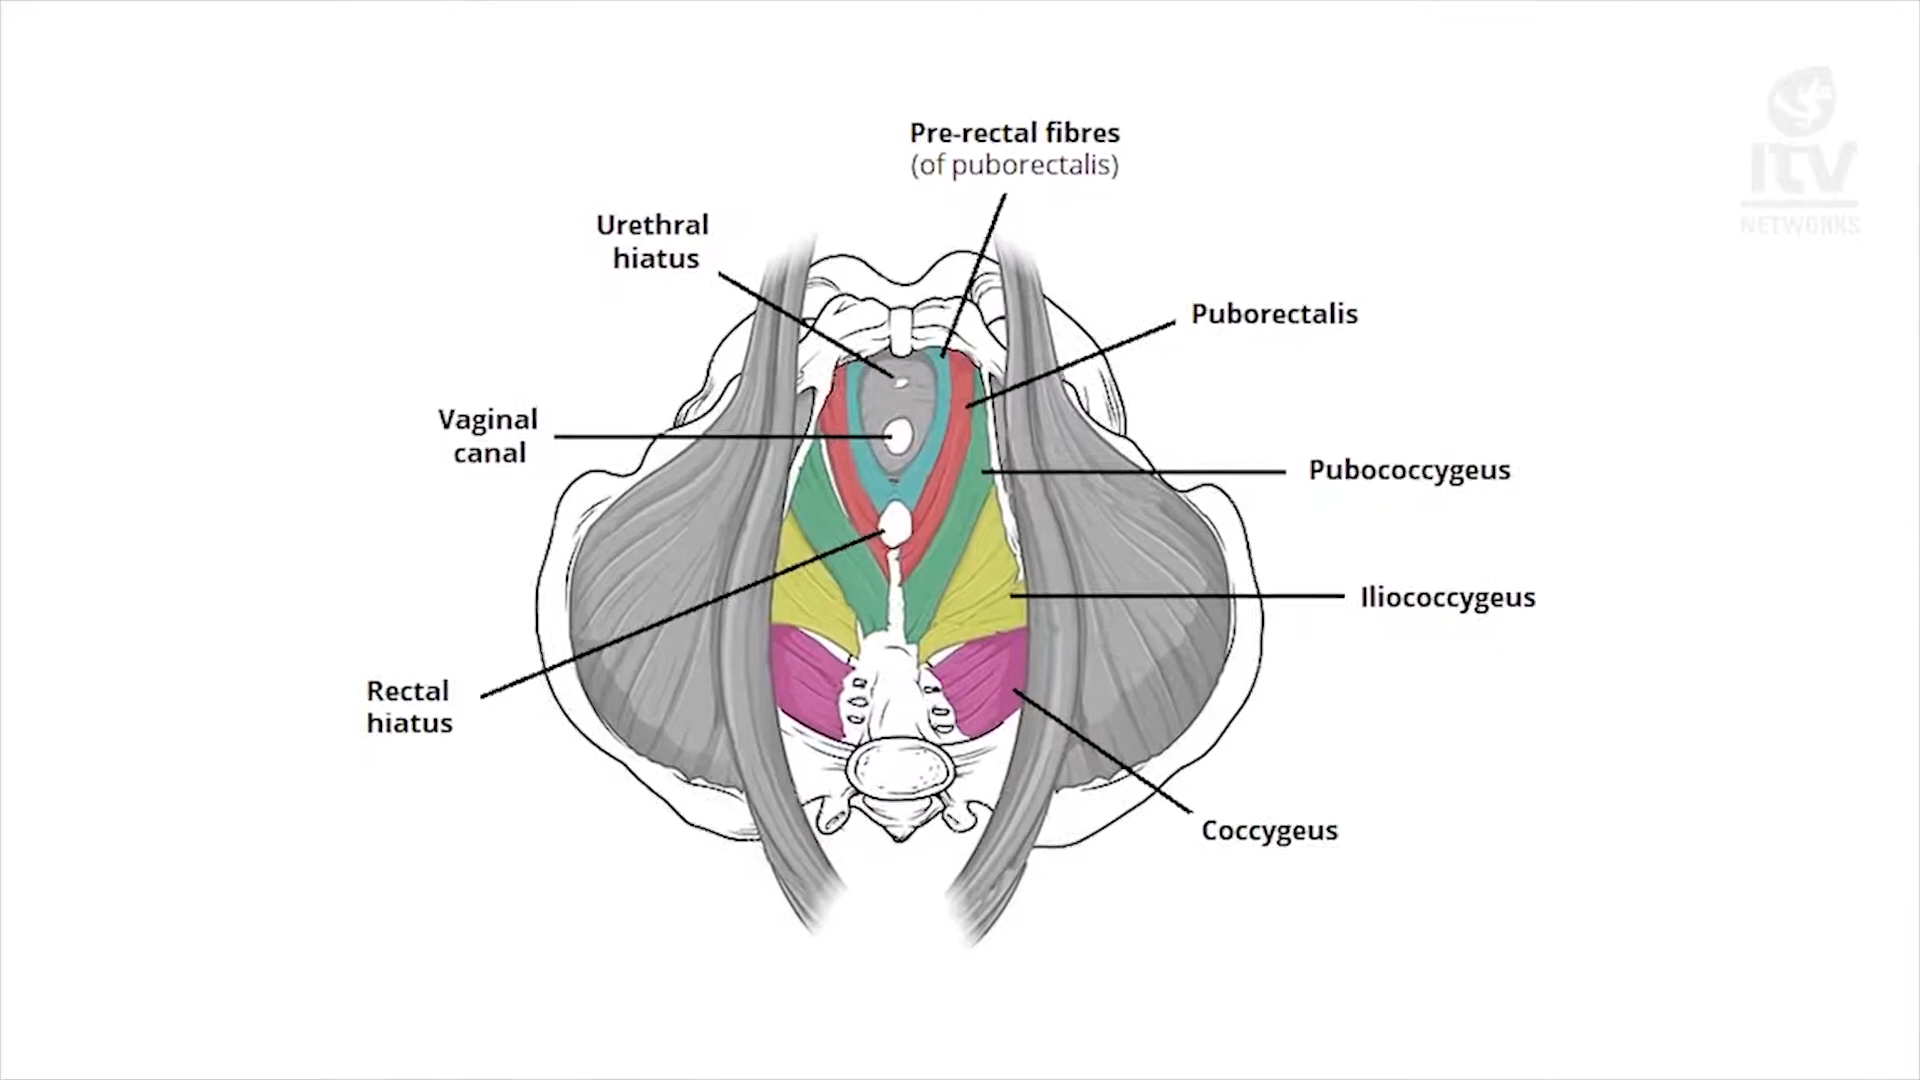 Pre-rectal fibres
(of puborectalis)
Urethral
hiatus
Puborectalis
Vaginal
canal
Pubococcygeus
Iliococcygeus
Rectal
hiatus
Coccygeus
itv
NETWORKS